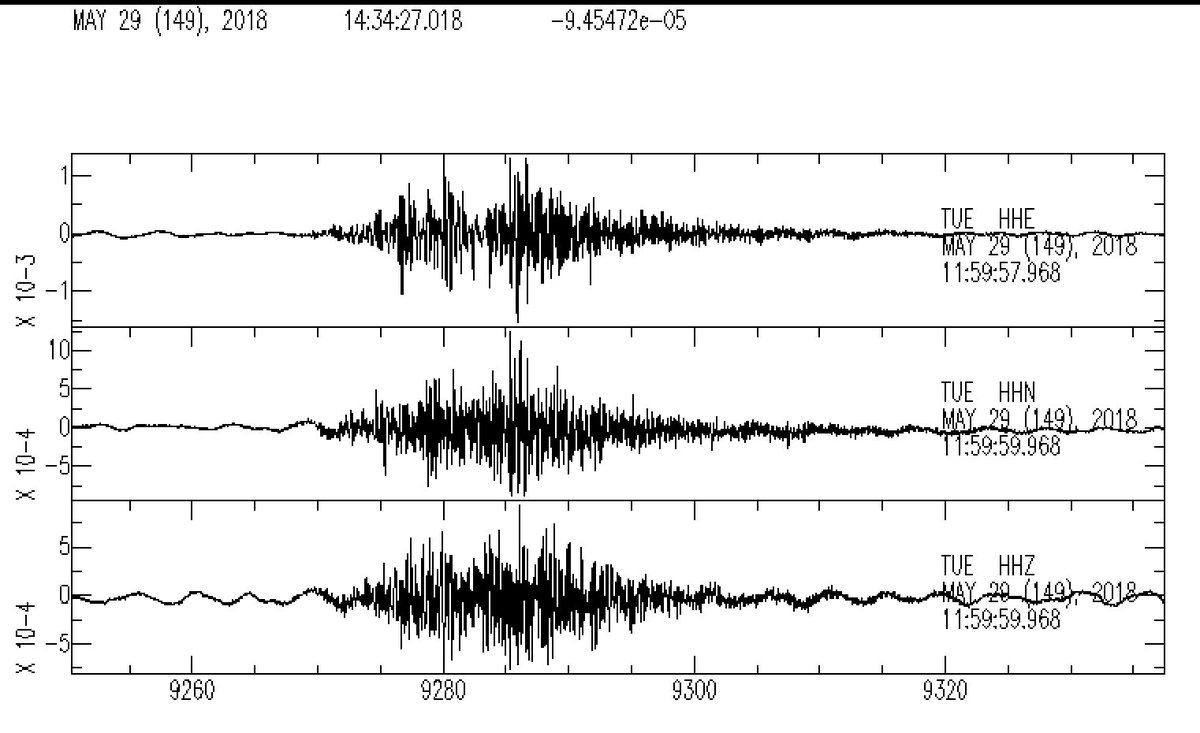 MAY 29 (149), 2018 14:34:27.018 -9.45472e-05
1
0
-1
X 10-3
TUE HHE
MAY 29 (149), 2018
11:59:57.968
10
5
0
-5
X 10-4
TUE HHN
MAY 29 (149), 2018
11:59:59.968
5
0
-5
X 10-4
TUE HHZ
MAY 29 (149), 2018
11:59:59.968
9260 9280 9300 9320